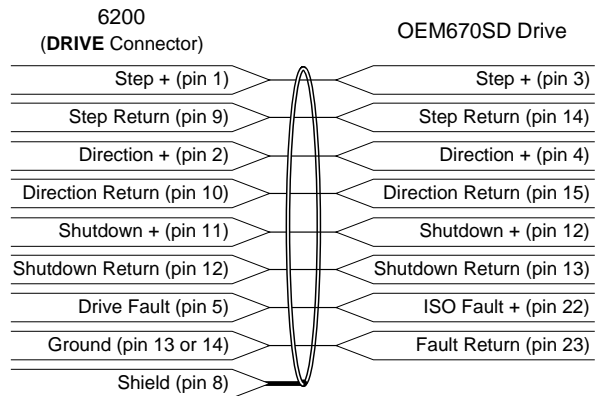 6200
(DRIVE Connector)
OEM670SD Drive
Step + (pin 1)
Step + (pin 3)
Step Return (pin 9)
Step Return (pin 14)
Direction + (pin 2)
Direction + (pin 4)
Direction Return (pin 10)
Direction Return (pin 15)
Shutdown + (pin 11)
Shutdown + (pin 12)
Shutdown Return (pin 12)
Shutdown Return (pin 13)
Drive Fault (pin 5)
ISO Fault + (pin 22)
Ground (pin 13 or 14)
Fault Return (pin 23)
Shield (pin 8)